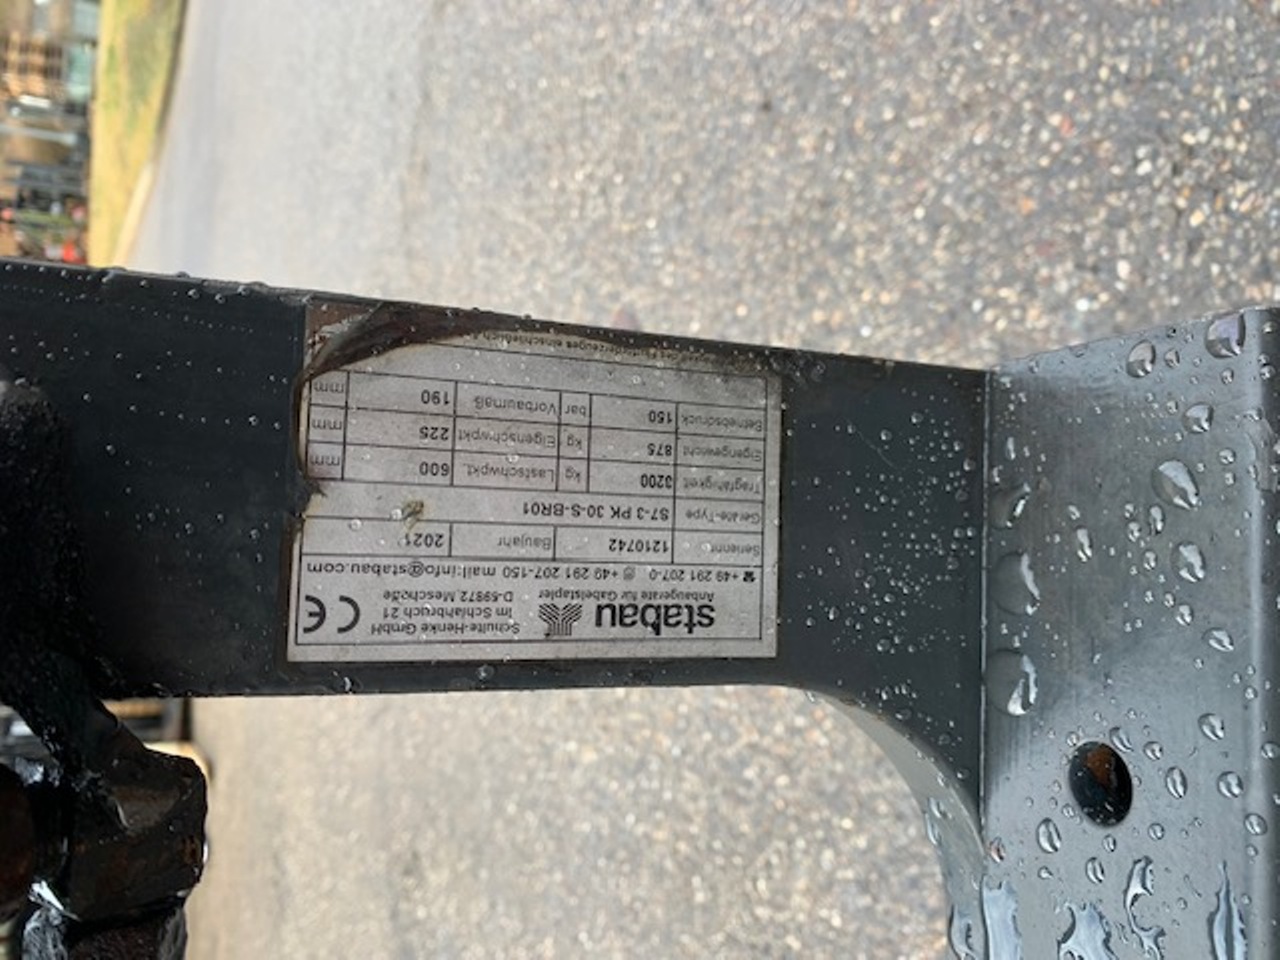 stabau
Anbaugeräte für Gabelstapler
Schulte-Henke GmbH
Im Schlahbruch 21
D-59872 Meschede
CE
☎ +49 291 207-0 +49 291 207-150 mail:info@stabau.com
Seriennr. 1210742 Baujahr 2021
Geräte-Type S7-3 PK 30-S-BR01
Tragfähigkeit 3200 kg Lastschwpkt. 600 mm
Eigengewicht 875 kg Eigenschwpkt 225 mm
Betriebsdruck 150 bar Vorbaumaß 190 mm
einschließlich